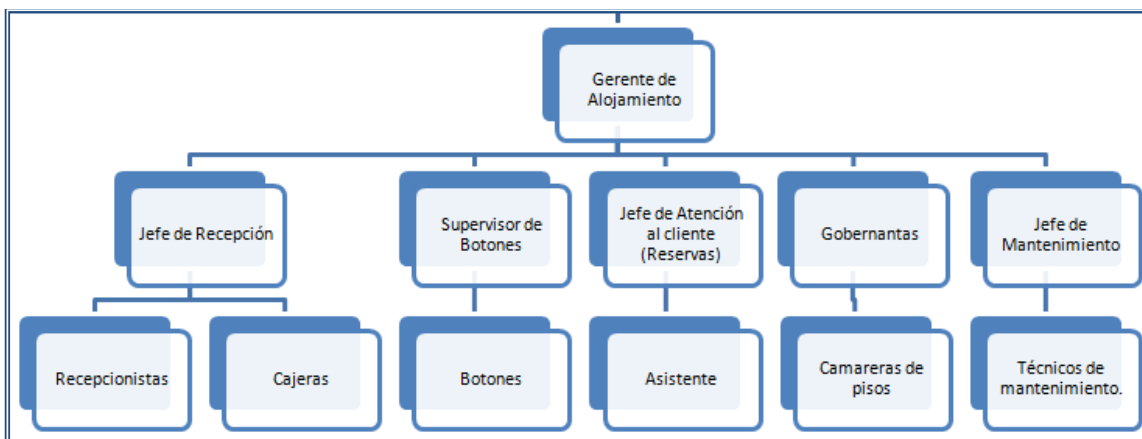 Gerente de
Alojamiento
Jefe de Recepción
Supervisor de
Botones
Jefe de Atención
al cliente
(Reservas)
Gobernantas
Jefe de
Mantenimiento
Recepcionistas
Cajeras
Botones
Asistente
Camareras de
pisos
Técnicos de
mantenimiento.